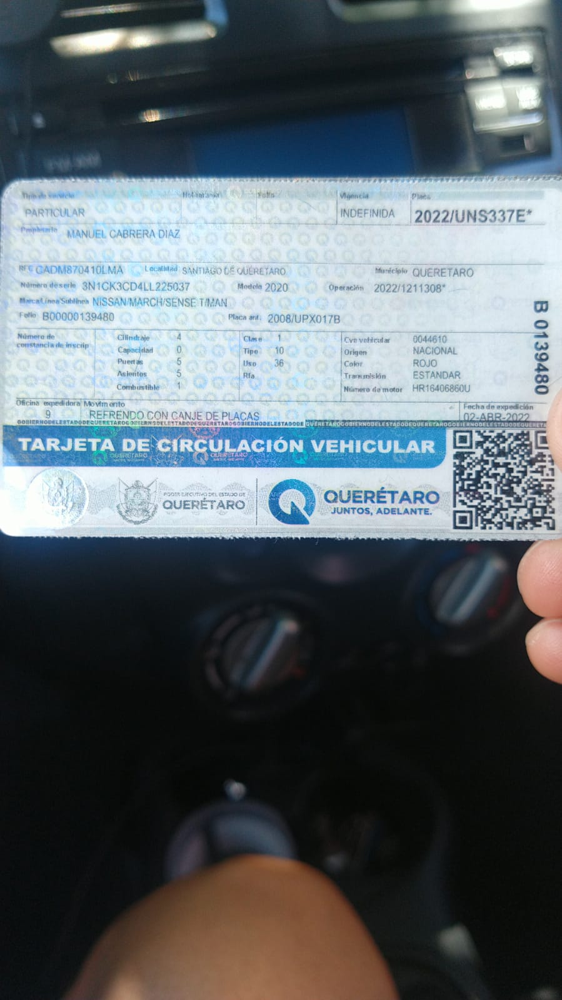 Tipo de servicio Holograma Folio Vigencia Placa
PARTICULAR INDEFINIDA 2022/UNS337E*
Propietario MANUEL CABRERA DIAZ
RFC CADM870410LMA Localidad SANTIAGO DE QUERETARO Municipio QUERETARO
Número de serie 3N1CK3CD4LL225037 Modelo 2020 Operación 2022/1211308*
Marca/Línea/Sublínea NISSAN/MARCH/SENSE T/MAN
Folio B00000139480 Placa ant. 2008/UPX017B
B 0139480
Número de constancia de inscrip
Cilindraje 4 Clase 1 Cve vehicular 0044610
Capacidad 0 Tipo 10 Origen NACIONAL
Puertas 5 Uso 36 Color ROJO
Asientos 5 Rfa Transmisión ESTANDAR
Combustible 1 Número de motor HR16406860U
Oficina expedidora Movimiento Fecha de expedición
9 REFRENDO CON CANJE DE PLACAS 02-ABR-2022
TARJETA DE CIRCULACIÓN VEHICULAR
PODER EJECUTIVO DEL ESTADO DE
QUERÉTARO
QUERÉTARO
JUNTOS, ADELANTE.